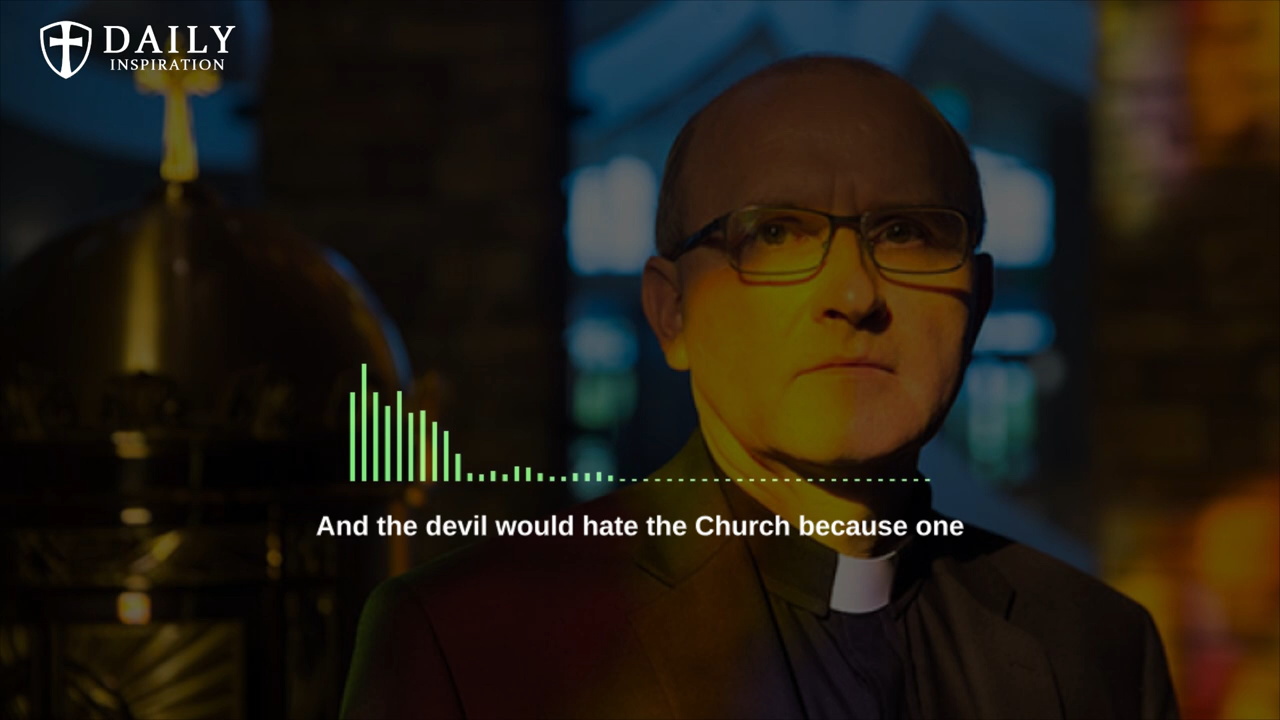 DAILY
INSPIRATION
And the devil would hate the Church because one